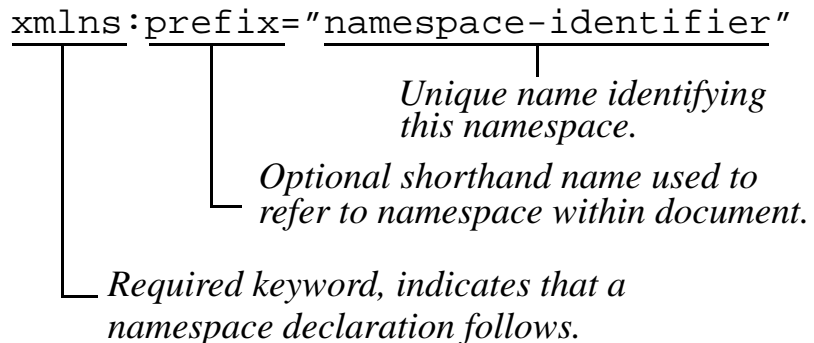 xmlns:prefix="namespace-identifier"
Unique name identifying
this namespace.
Optional shorthand name used to
refer to namespace within document.
Required keyword, indicates that a
namespace declaration follows.